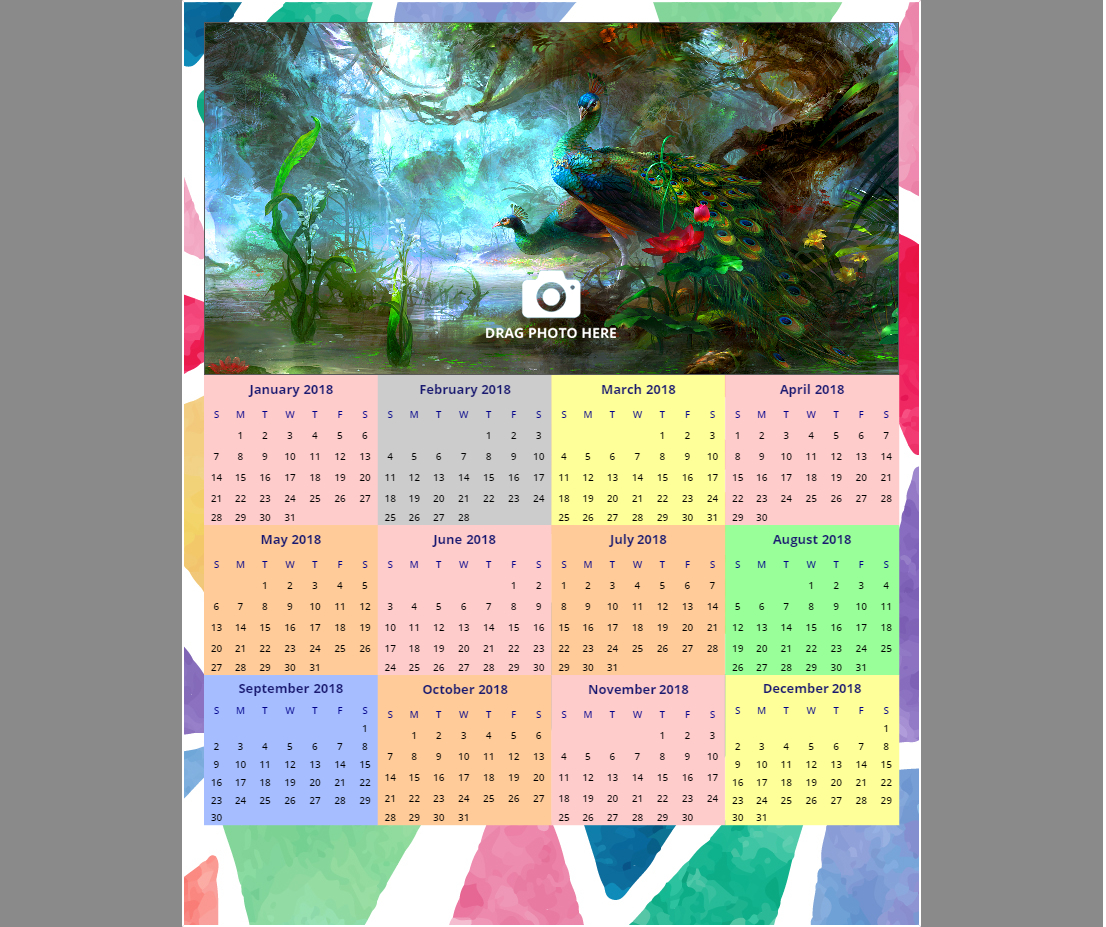 DRAG PHOTO HERE
January 2018
S M T W T F S
1 2 3 4 5 6
7 8 9 10 11 12 13
14 15 16 17 18 19 20
21 22 23 24 25 26 27
28 29 30 31
February 2018
S M T W T F S
1 2 3
4 5 6 7 8 9 10
11 12 13 14 15 16 17
18 19 20 21 22 23 24
25 26 27 28
March 2018
S M T W T F S
1 2 3
4 5 6 7 8 9 10
11 12 13 14 15 16 17
18 19 20 21 22 23 24
25 26 27 28 29 30 31
April 2018
S M T W T F S
1 2 3 4 5 6 7
8 9 10 11 12 13 14
15 16 17 18 19 20 21
22 23 24 25 26 27 28
29 30
May 2018
S M T W T F S
1 2 3 4 5
6 7 8 9 10 11 12
13 14 15 16 17 18 19
20 21 22 23 24 25 26
27 28 29 30 31
June 2018
S M T W T F S
1 2
3 4 5 6 7 8 9
10 11 12 13 14 15 16
17 18 19 20 21 22 23
24 25 26 27 28 29 30
July 2018
S M T W T F S
1 2 3 4 5 6 7
8 9 10 11 12 13 14
15 16 17 18 19 20 21
22 23 24 25 26 27 28
29 30 31
August 2018
S M T W T F S
1 2 3 4
5 6 7 8 9 10 11
12 13 14 15 16 17 18
19 20 21 22 23 24 25
26 27 28 29 30 31
September 2018
S M T W T F S
1
2 3 4 5 6 7 8
9 10 11 12 13 14 15
16 17 18 19 20 21 22
23 24 25 26 27 28 29
30
October 2018
S M T W T F S
1 2 3 4 5 6
7 8 9 10 11 12 13
14 15 16 17 18 19 20
21 22 23 24 25 26 27
28 29 30 31
November 2018
S M T W T F S
1 2 3
4 5 6 7 8 9 10
11 12 13 14 15 16 17
18 19 20 21 22 23 24
25 26 27 28 29 30
December 2018
S M T W T F S
1
2 3 4 5 6 7 8
9 10 11 12 13 14 15
16 17 18 19 20 21 22
23 24 25 26 27 28 29
30 31